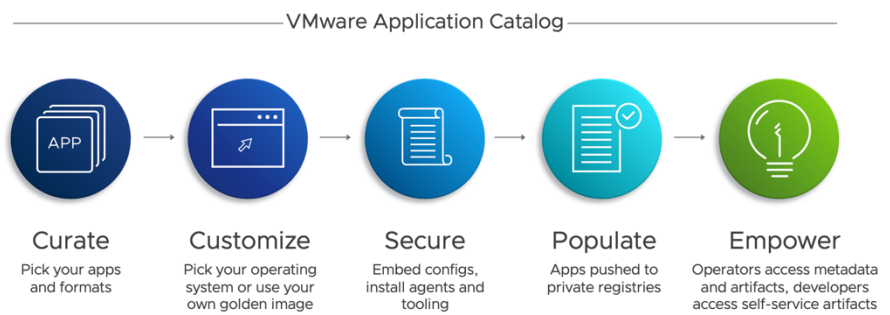 VMware Application Catalog
APP
Curate
Pick your apps
and formats
Customize
Pick your operating
system or use your
own golden image
Secure
Embed configs,
install agents and
tooling
Populate
Apps pushed to
private registries
Empower
Operators access metadata
and artifacts, developers
access self-service artifacts